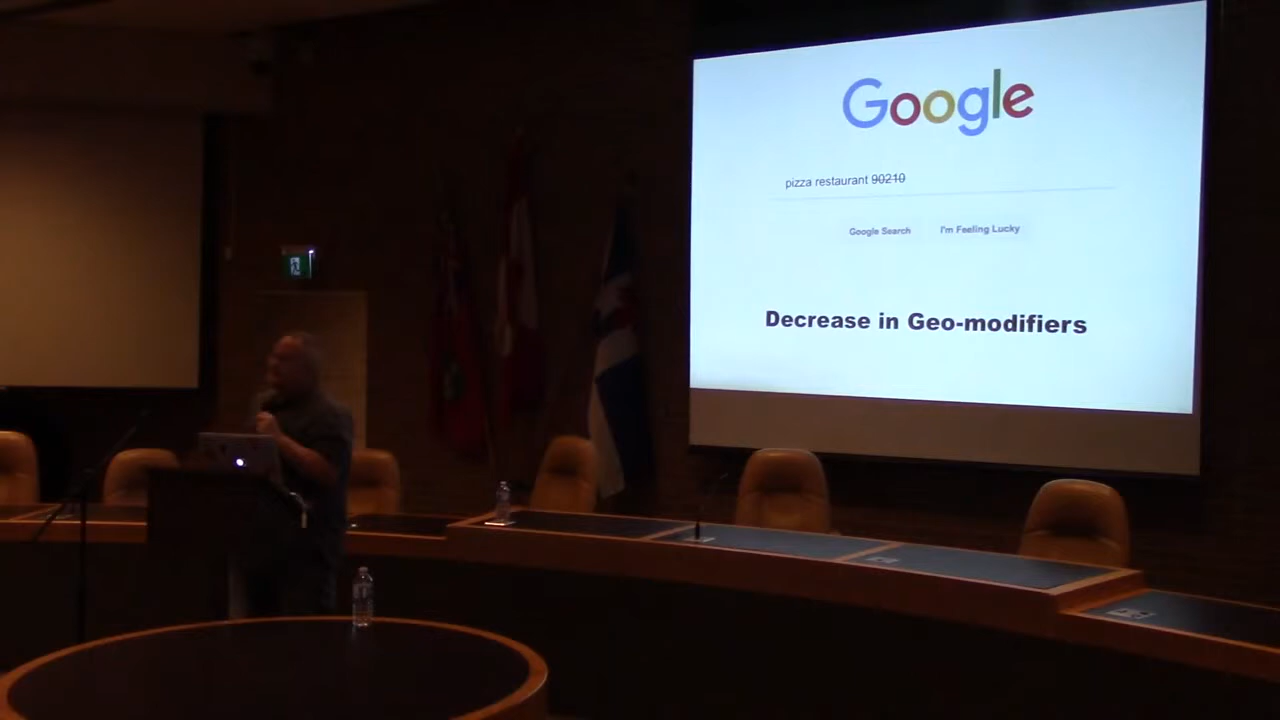 Google
pizza restaurant 90210
Google Search I'm Feeling Lucky
Decrease in Geo-modifiers